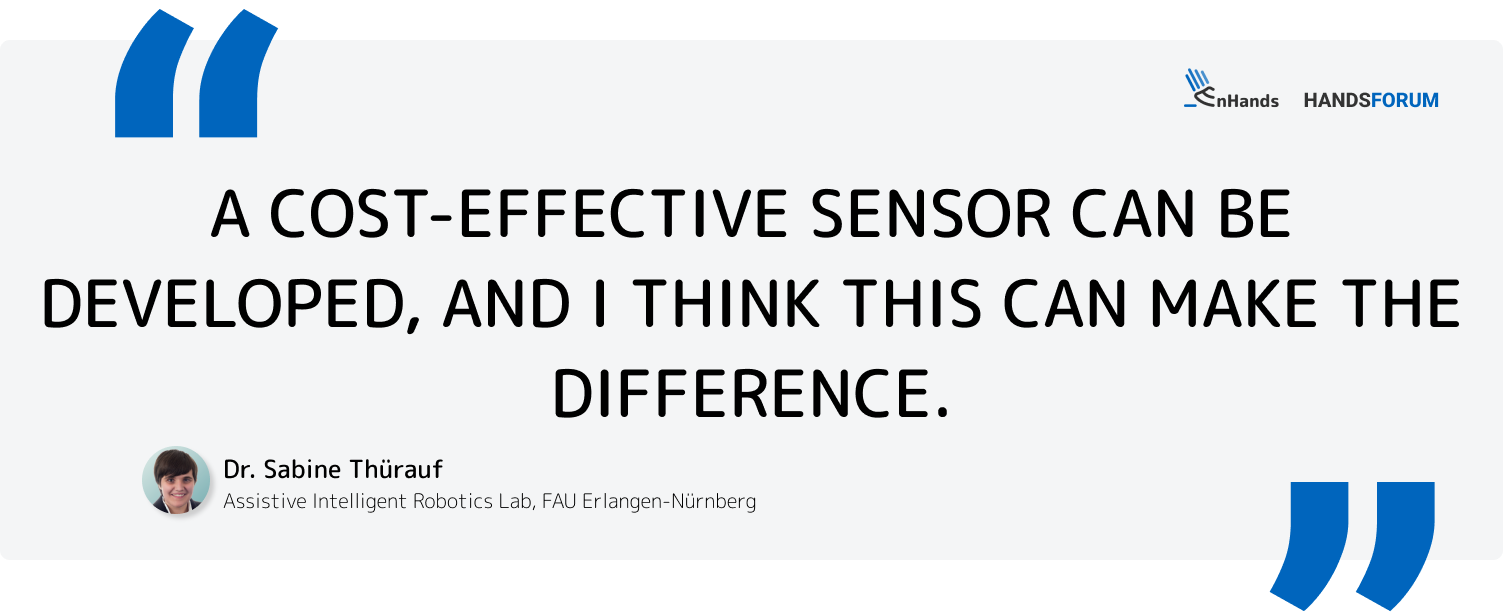 nHands HANDSFORUM
A COST-EFFECTIVE SENSOR CAN BE
DEVELOPED, AND I THINK THIS CAN MAKE THE
DIFFERENCE.
Dr. Sabine Thürauf
Assistive Intelligent Robotics Lab, FAU Erlangen-Nürnberg